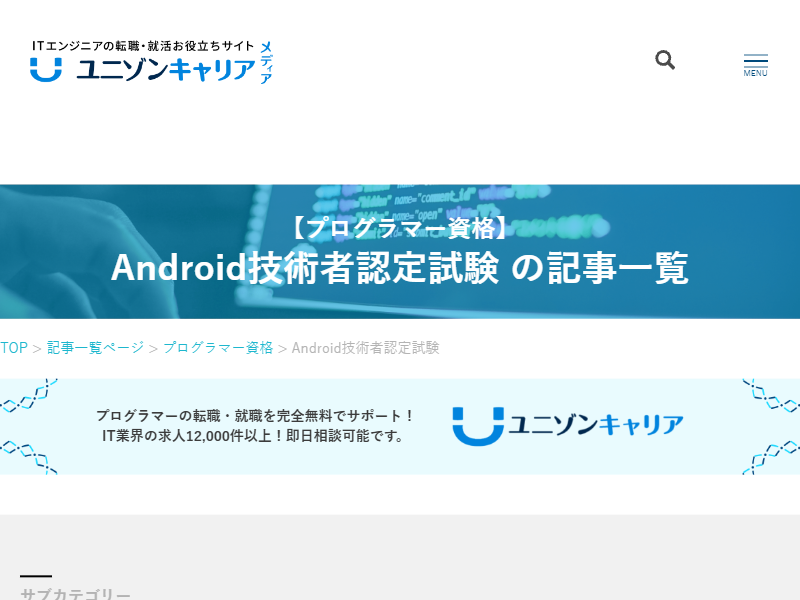 ITエンジニアの転職・就活お役立ちサイト
ユニゾンキャリア
メディア
MENU
【プログラマー資格】
Android技術者認定試験 の記事一覧
TOP > 記事一覧ページ > プログラマー資格 > Android技術者認定試験
プログラマーの転職・就職を完全無料でサポート！
IT業界の求人12,000件以上！即日相談可能です。
ユニゾンキャリア
サブカテゴリー